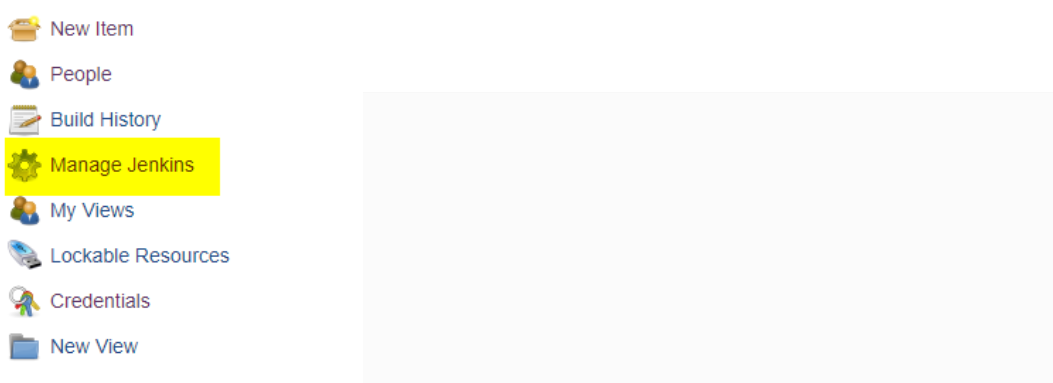 New Item
People
Build History
Manage Jenkins
My Views
Lockable Resources
Credentials
New View